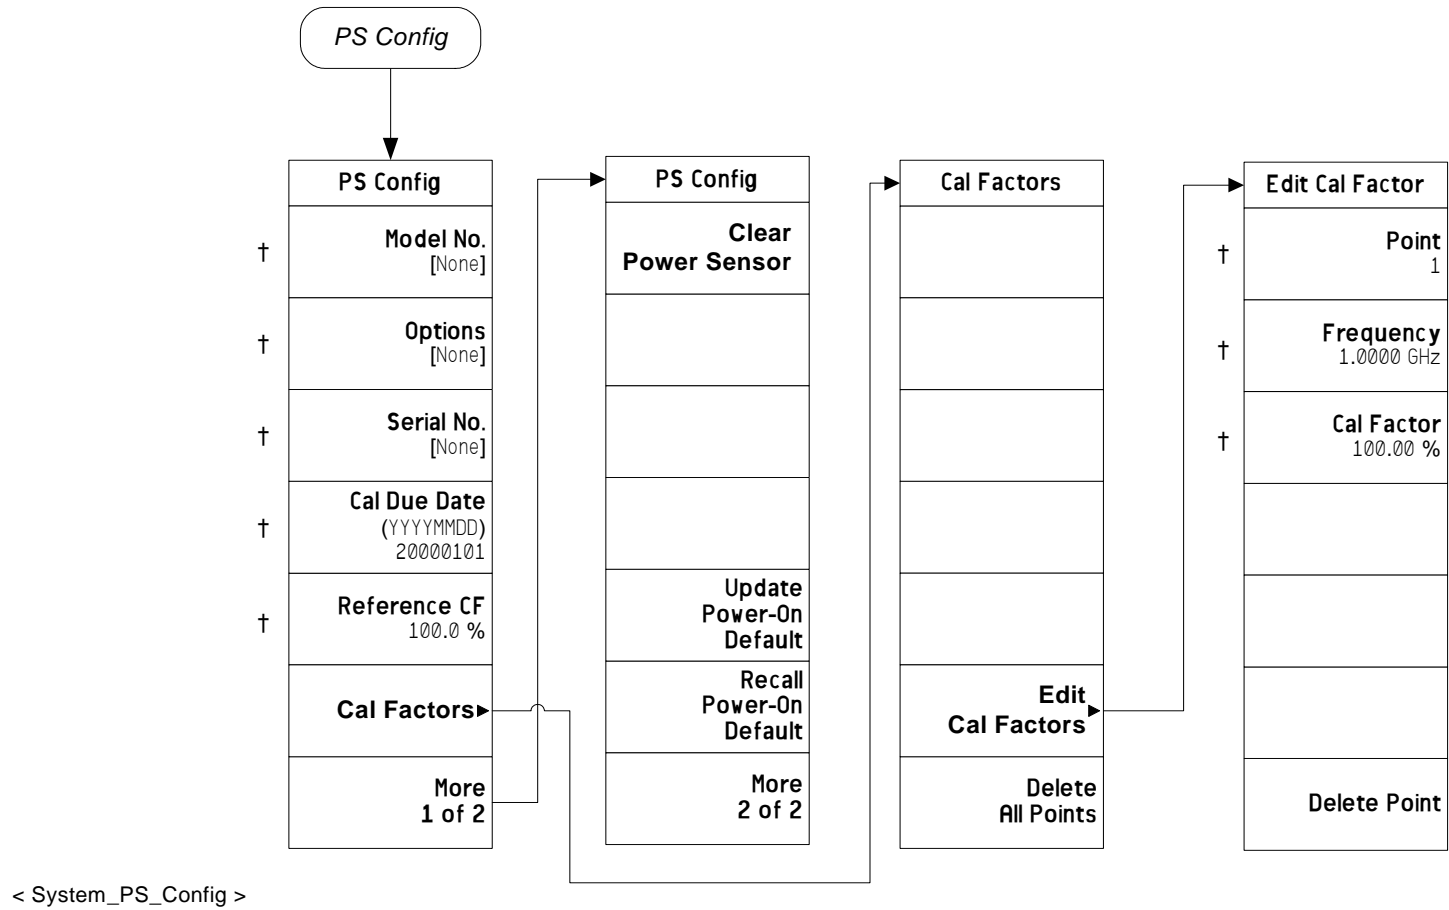 PS Config
PS Config
† Model No.
[None]
† Options
[None]
† Serial No.
[None]
Cal Due Date
† (YYYYMMDD)
20000101
Reference CF
† 100.0 %
Cal Factors
More
1 of 2
PS Config
Clear
Power Sensor
Update
Power-On
Default
Recall
Power-On
Default
More
2 of 2
Cal Factors
Edit
Cal Factors
Delete
All Points
Edit Cal Factor
† Point
1
† Frequency
1.0000 GHz
† Cal Factor
100.00 %
Delete Point
< System_PS_Config >